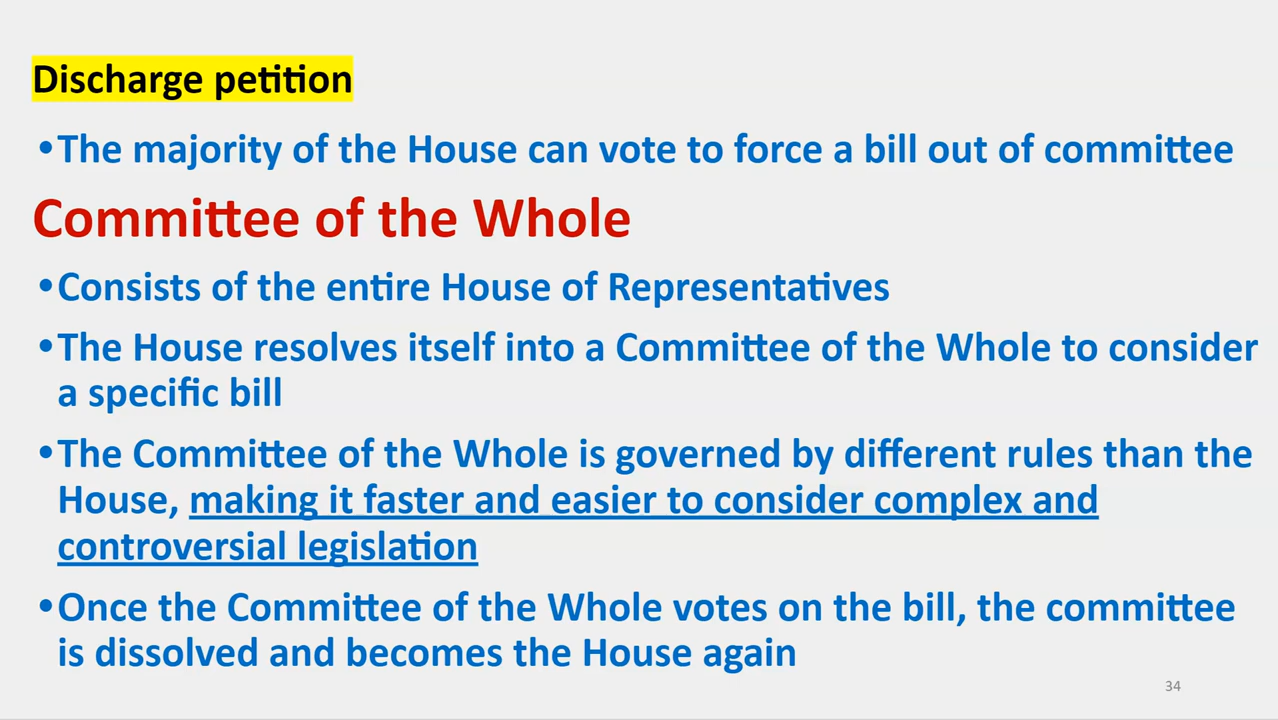 Discharge petition
•The majority of the House can vote to force a bill out of committee
Committee of the Whole
•Consists of the entire House of Representatives
•The House resolves itself into a Committee of the Whole to consider
a specific bill
•The Committee of the Whole is governed by different rules than the
House, making it faster and easier to consider complex and
controversial legislation
•Once the Committee of the Whole votes on the bill, the committee
is dissolved and becomes the House again
34